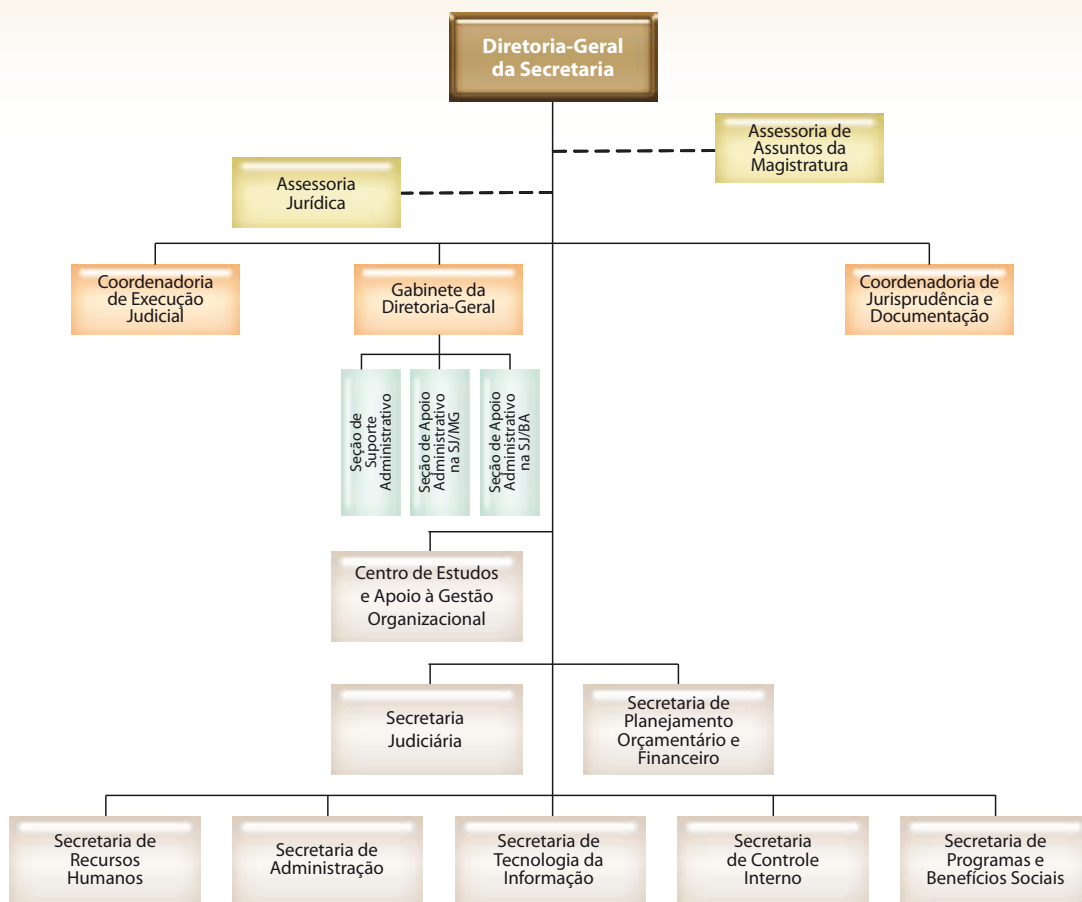 Diretoria-Geral
da Secretaria
Assessoria de
Assuntos da
Magistratura
Assessoria
Jurídica
Coordenadoria
de Execução
Judicial
Gabinete da
Diretoria-Geral
Coordenadoria de
Jurisprudência e
Documentação
Seção de
Suporte
Administrativo
Seção de Apoio
Administrativo
na SJ/MG
Seção de Apoio
Administrativo
na SJ/BA
Centro de Estudos
e Apoio à Gestão
Organizacional
Secretaria
Judiciária
Secretaria de
Planejamento
Orçamentário e
Financeiro
Secretaria de
Recursos
Humanos
Secretaria de
Administração
Secretaria de
Tecnologia da
Informação
Secretaria
de Controle
Interno
Secretaria de
Programas e
Benefícios Sociais